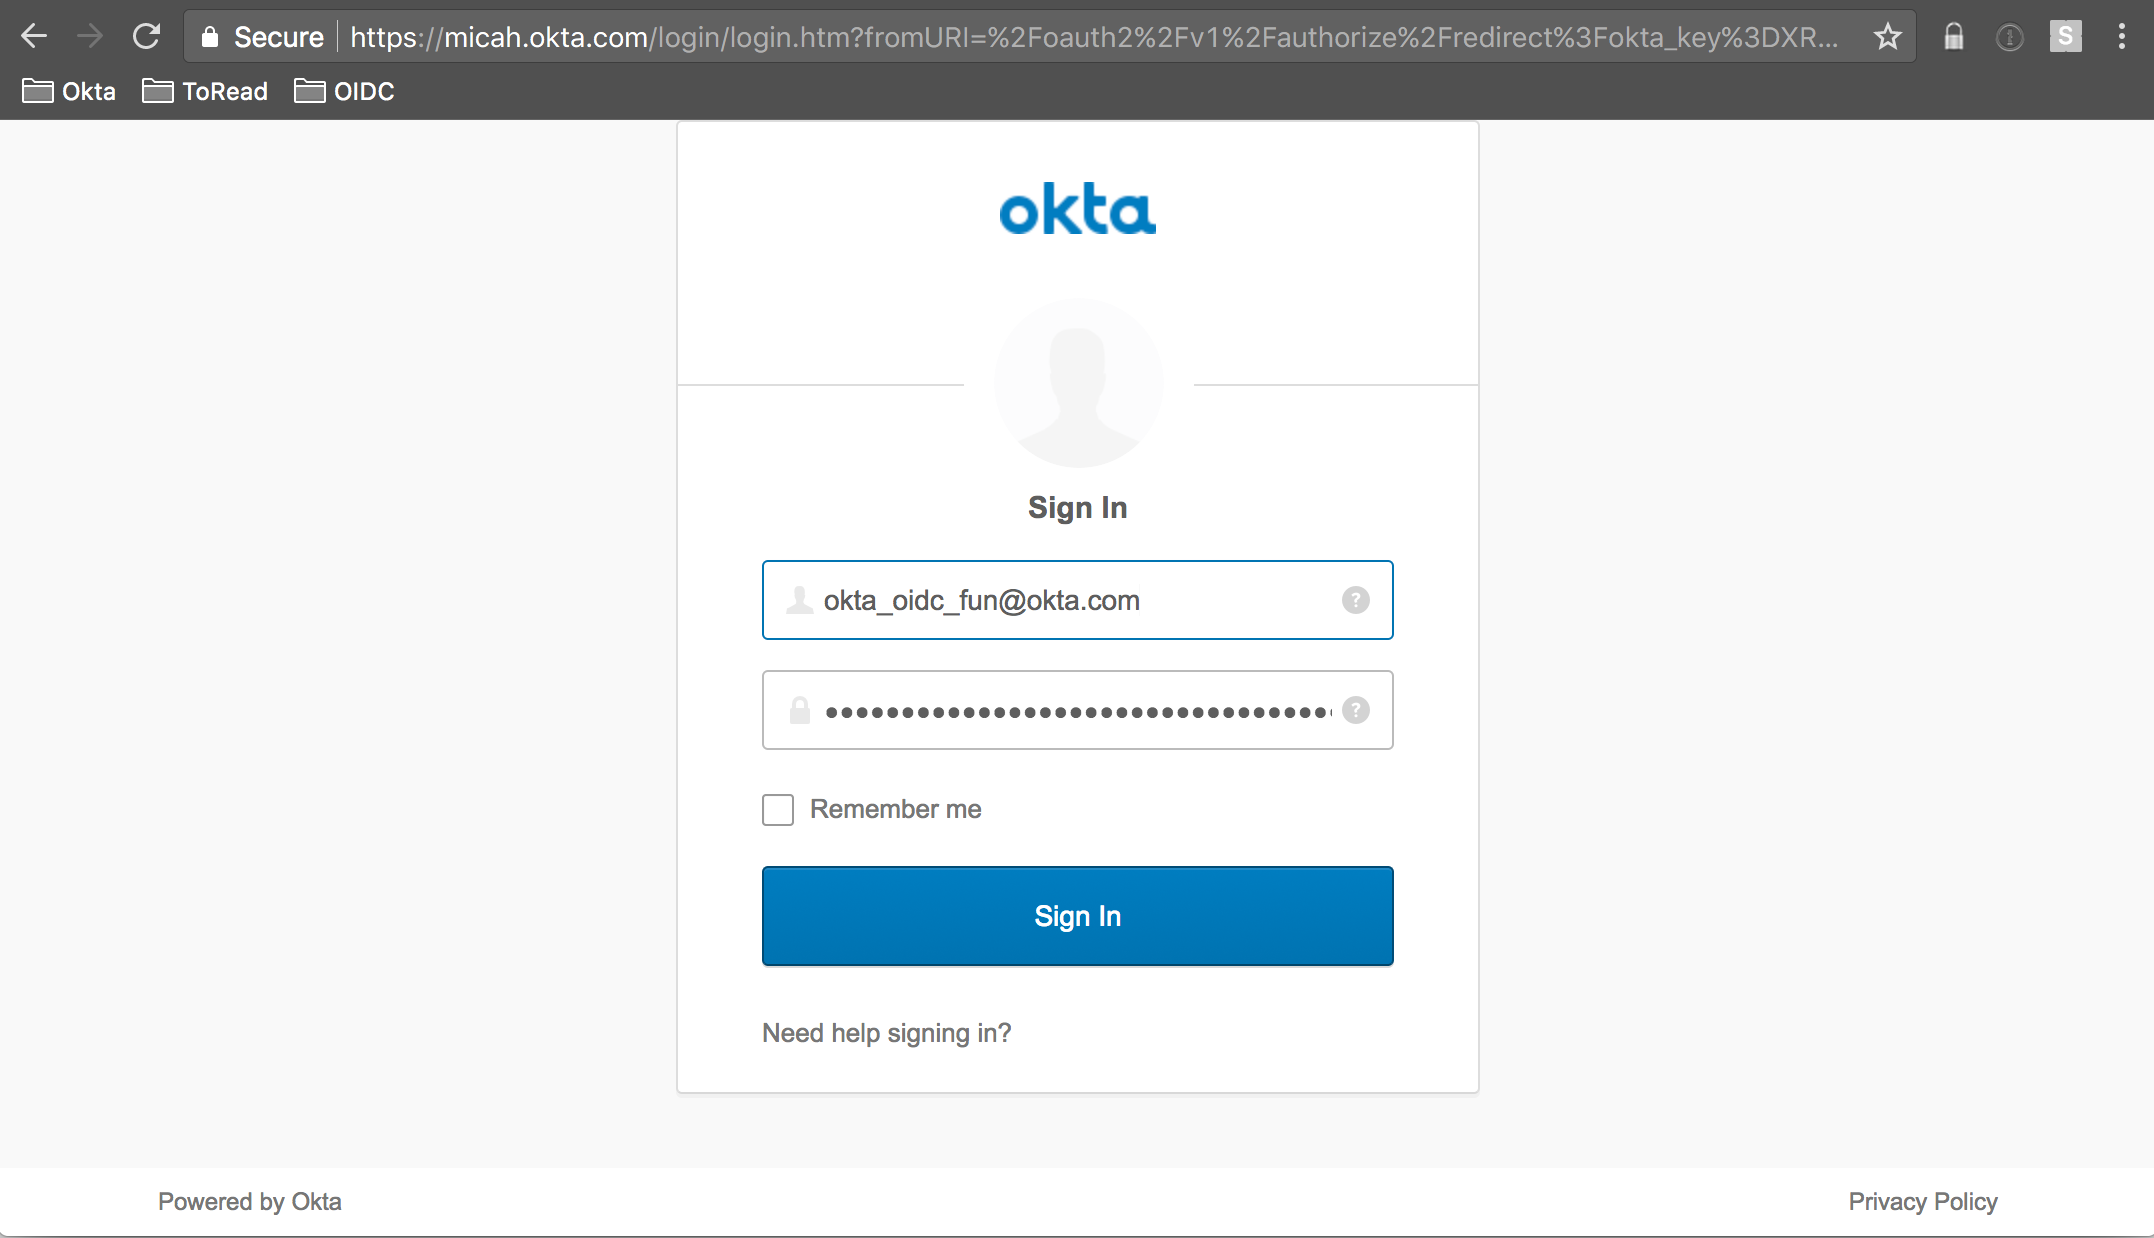 Secure https://micah.okta.com/login/login.htm?fromURI=%2Foauth2%2Fv1%2Fauthorize%2Fredirect%3Fokta_key%3DXR... S
Okta ToRead OIDC
okta
Sign In
okta_oidc_fun@okta.com ?
?
Remember me
Sign In
Need help signing in?
Powered by Okta Privacy Policy